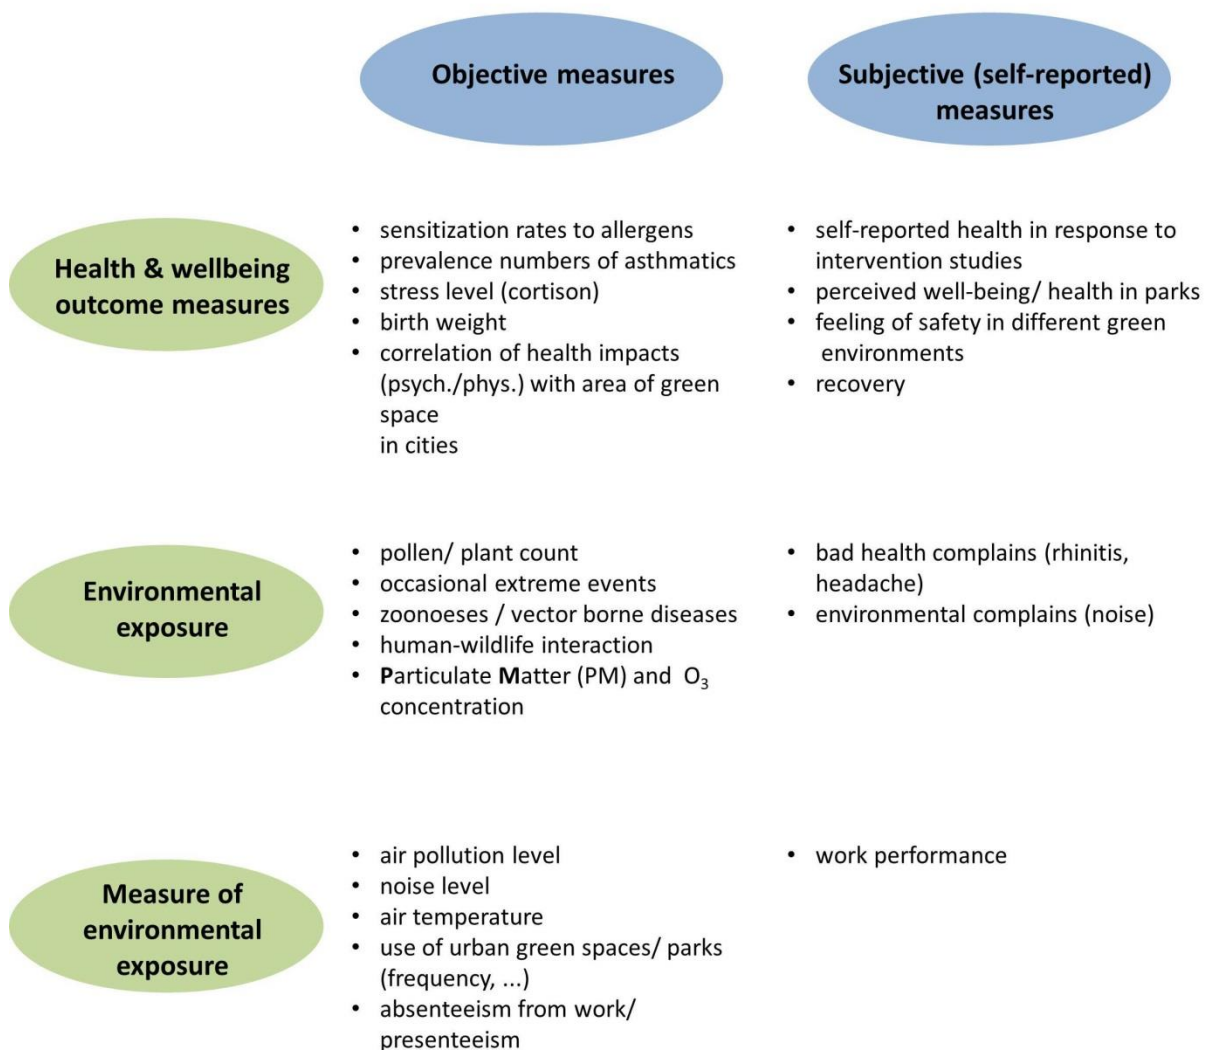 Objective measures
Subjective (self-reported)
measures
Health & wellbeing
outcome measures
• sensitization rates to allergens
• prevalence numbers of asthmatics
• stress level (cortison)
• birth weight
• correlation of health impacts
(psych./phys.) with area of green
space
in cities
• self-reported health in response to
intervention studies
• perceived well-being/ health in parks
• feeling of safety in different green
environments
• recovery
Environmental
exposure
• pollen/ plant count
• occasional extreme events
• zoonoeses / vector borne diseases
• human-wildlife interaction
• Particulate Matter (PM) and O₃
concentration
• bad health complains (rhinitis,
headache)
• environmental complains (noise)
Measure of
environmental
exposure
• air pollution level
• noise level
• air temperature
• use of urban green spaces/ parks
(frequency, ...)
• absenteeism from work/
presenteeism
• work performance